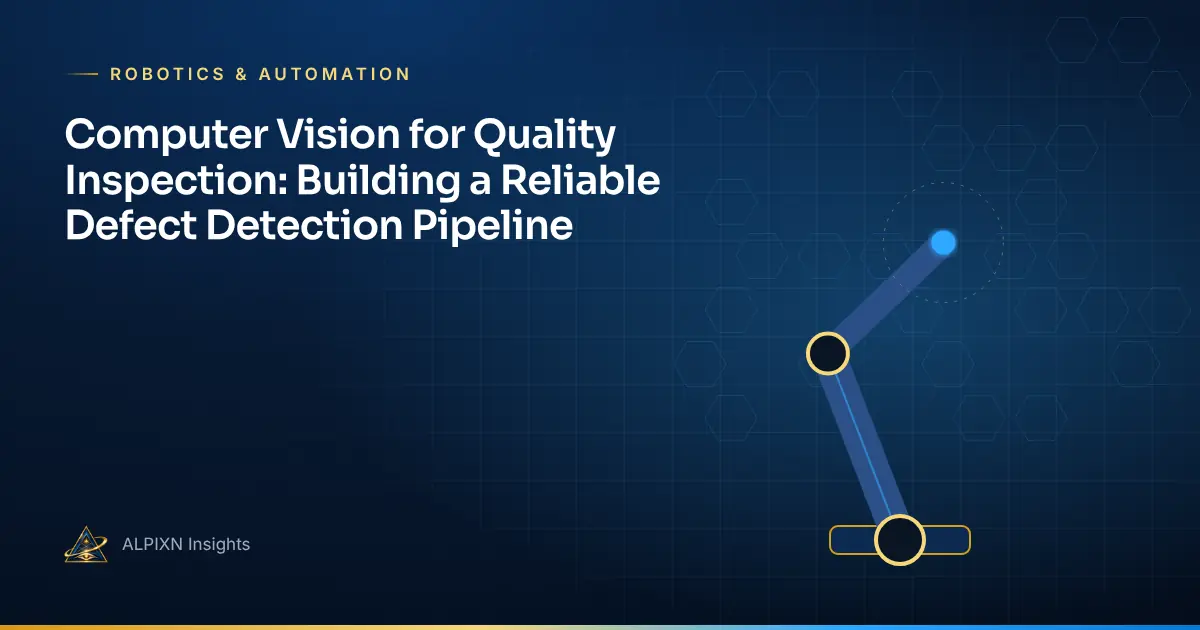 ROBOTICS & AUTOMATION
Computer Vision for Quality
Inspection: Building a Reliable
Defect Detection Pipeline
ALPIXN Insights